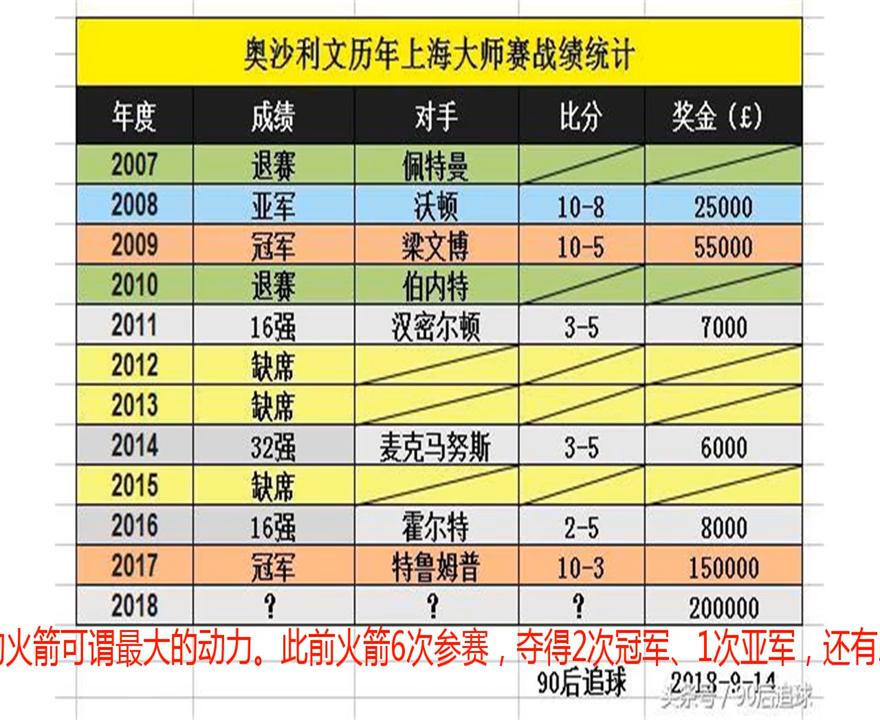 奥沙利文历年上海大师赛战绩统计
年度 成绩 对手 比分 奖金（£）
2007 退赛 佩特曼
2008 亚军 沃顿 10-8 25000
2009 冠军 梁文博 10-5 55000
2010 退赛 伯内特
2011 16强 汉密尔顿 3-5 7000
2012 缺席
2013 缺席
2014 32强 麦克马努斯 3-5 6000
2015 缺席
2016 16强 霍尔特 2-5 8000
2017 冠军 特鲁姆普 10-3 150000
2018 ? ? ? 200000
火箭可谓最大的动力。此前火箭6次参赛，夺得2次冠军、1次亚军，还有
90后追球 2018-9-14
头条号 / 90后追球